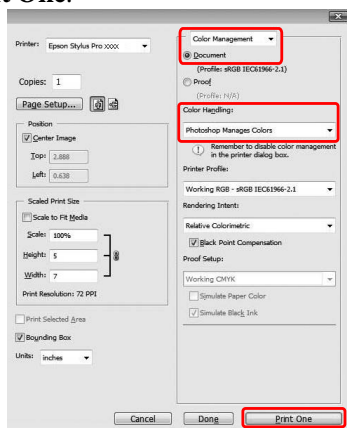 t One.
Printer: Epson Stylus Pro xxxx
Copies: 1
Page Setup...
Position
Center Image
Top: 2.888
Left: 0.638
Scaled Print Size
Scale to Fit Media
Scale: 100%
Height: 5
Width: 7
Print Resolution: 72 PPI
Print Selected Area
Bounding Box
Units: inches
Color Management
Document
(Profile: sRGB IEC61966-2.1)
Proof
(Profile: N/A)
Color Handling:
Photoshop Manages Colors
Remember to disable color management
in the printer dialog box.
Printer Profile:
Working RGB - sRGB IEC61966-2.1
Rendering Intent:
Relative Colorimetric
Black Point Compensation
Proof Setup:
Working CMYK
Simulate Paper Color
Simulate Black Ink
Cancel
Done
Print One